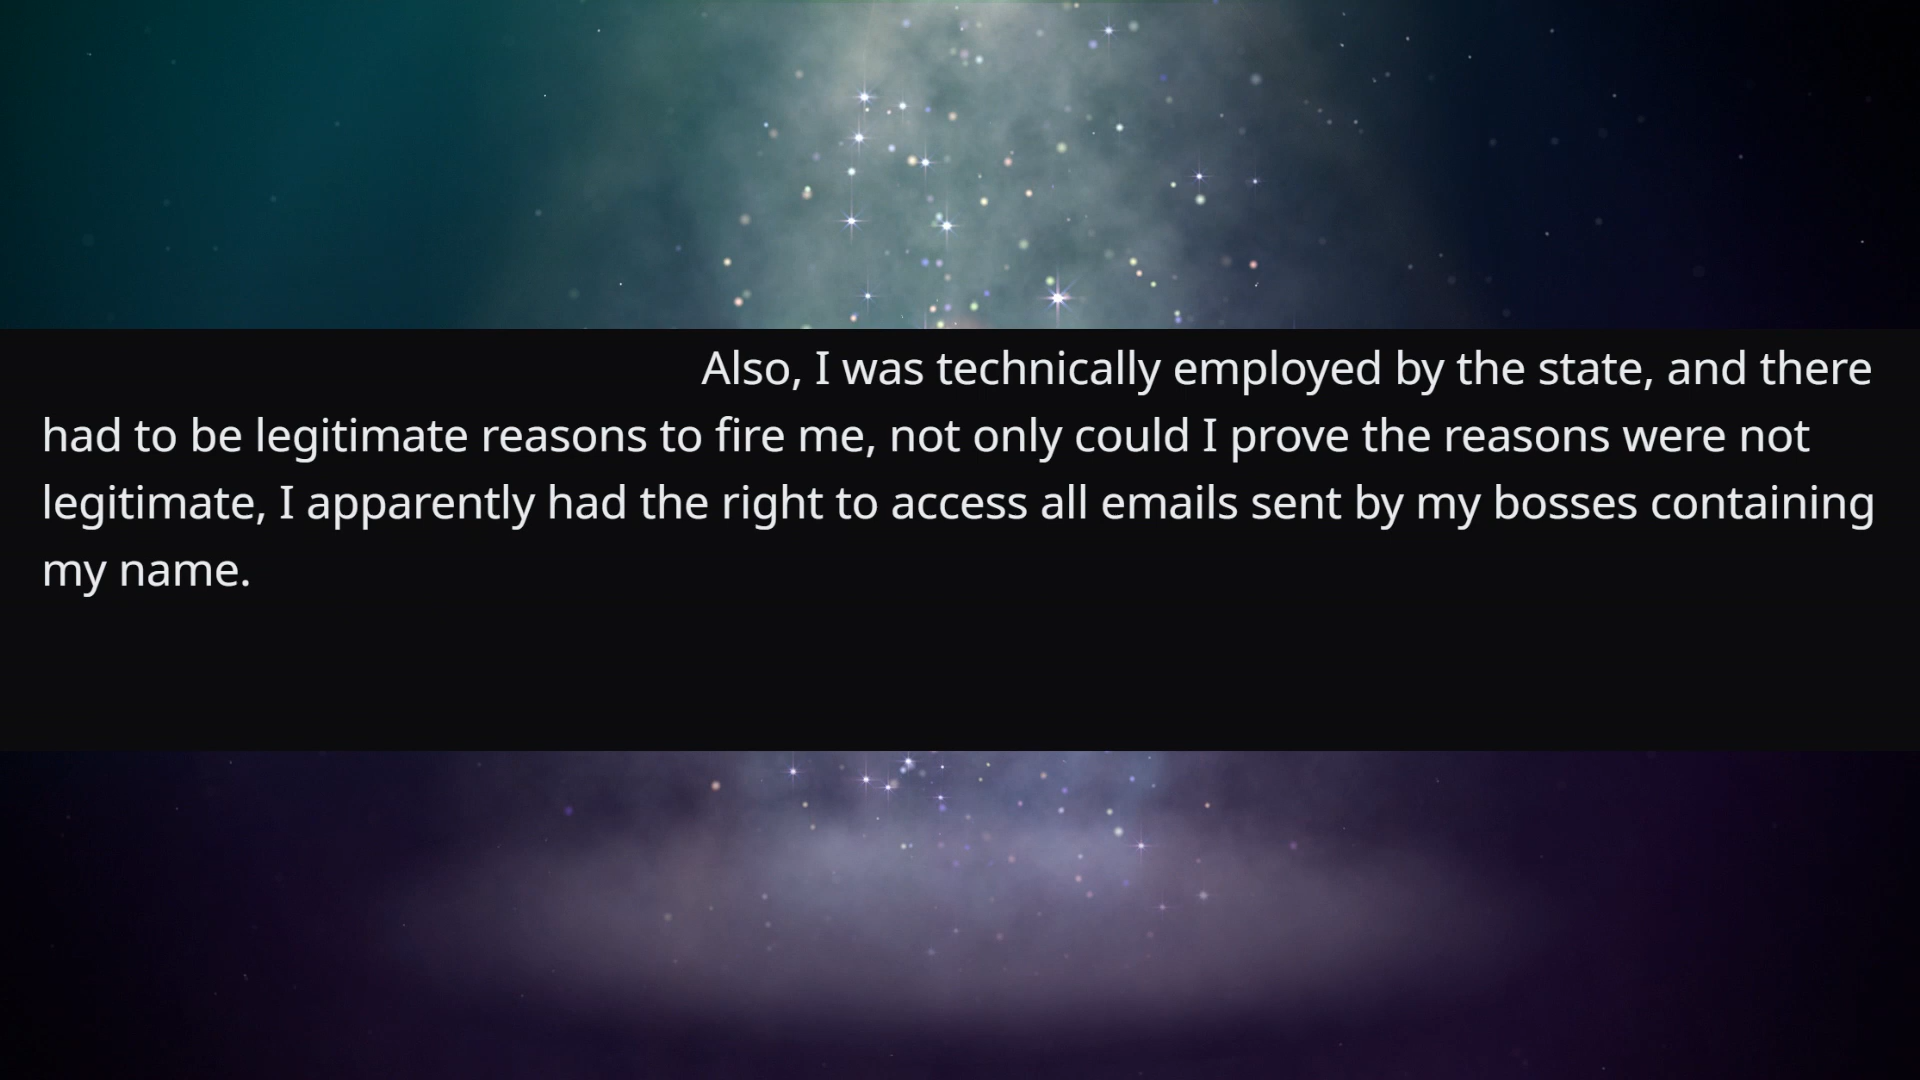 Also, I was technically employed by the state, and there
had to be legitimate reasons to fire me, not only could I prove the reasons were not
legitimate, I apparently had the right to access all emails sent by my bosses containing
my name.